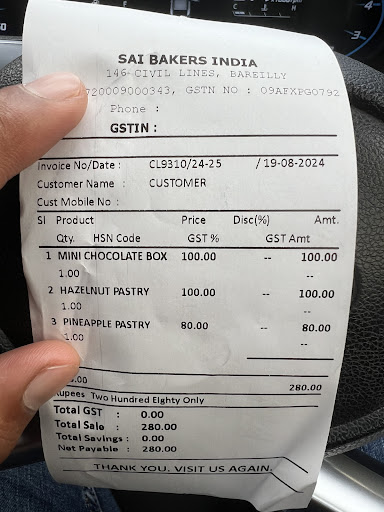 SAI BAKERS INDIA
146 CIVIL LINES, BAREILLY
720009000343, GSTN NO : 09AFXPG0792
Phone :
GSTIN :
Invoice No/Date : CL9310/24-25 / 19-08-2024
Customer Name : CUSTOMER
Cust Mobile No :
Sl Product Price Disc(%) Amt.
Qty. HSN Code GST % GST Amt
1 MINI CHOCOLATE BOX 100.00 -- 100.00
1.00 --
2 HAZELNUT PASTRY 100.00 -- 100.00
1.00 --
3 PINEAPPLE PASTRY 80.00 -- 80.00
1.00 --
280.00
Rupees Two Hundred Eighty Only
Total GST : 0.00
Total Sale : 280.00
Total Savings : 0.00
Net Payable : 280.00
THANK YOU, VISIT US AGAIN.